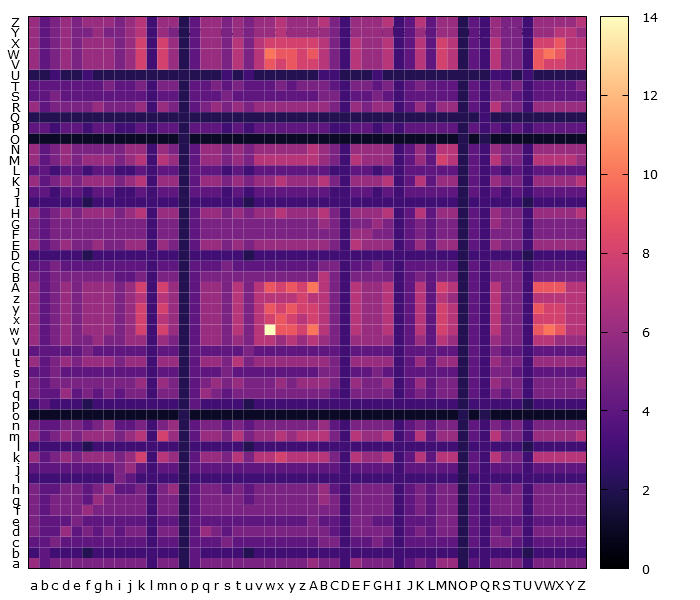 Z
Y
X
W
V
U
T
S
R
Q
P
O
N
M
L
K
J
I
H
G
F
E
D
C
B
A
z
y
x
w
v
u
t
s
r
q
p
o
n
m
l
k
j
i
h
g
f
e
d
c
b
a
a b c d e f g h i j k l m n o p q r s t u v w x y z A B C D E F G H I J K L M N O P Q R S T U V W X Y Z
14
12
10
8
6
4
2
0